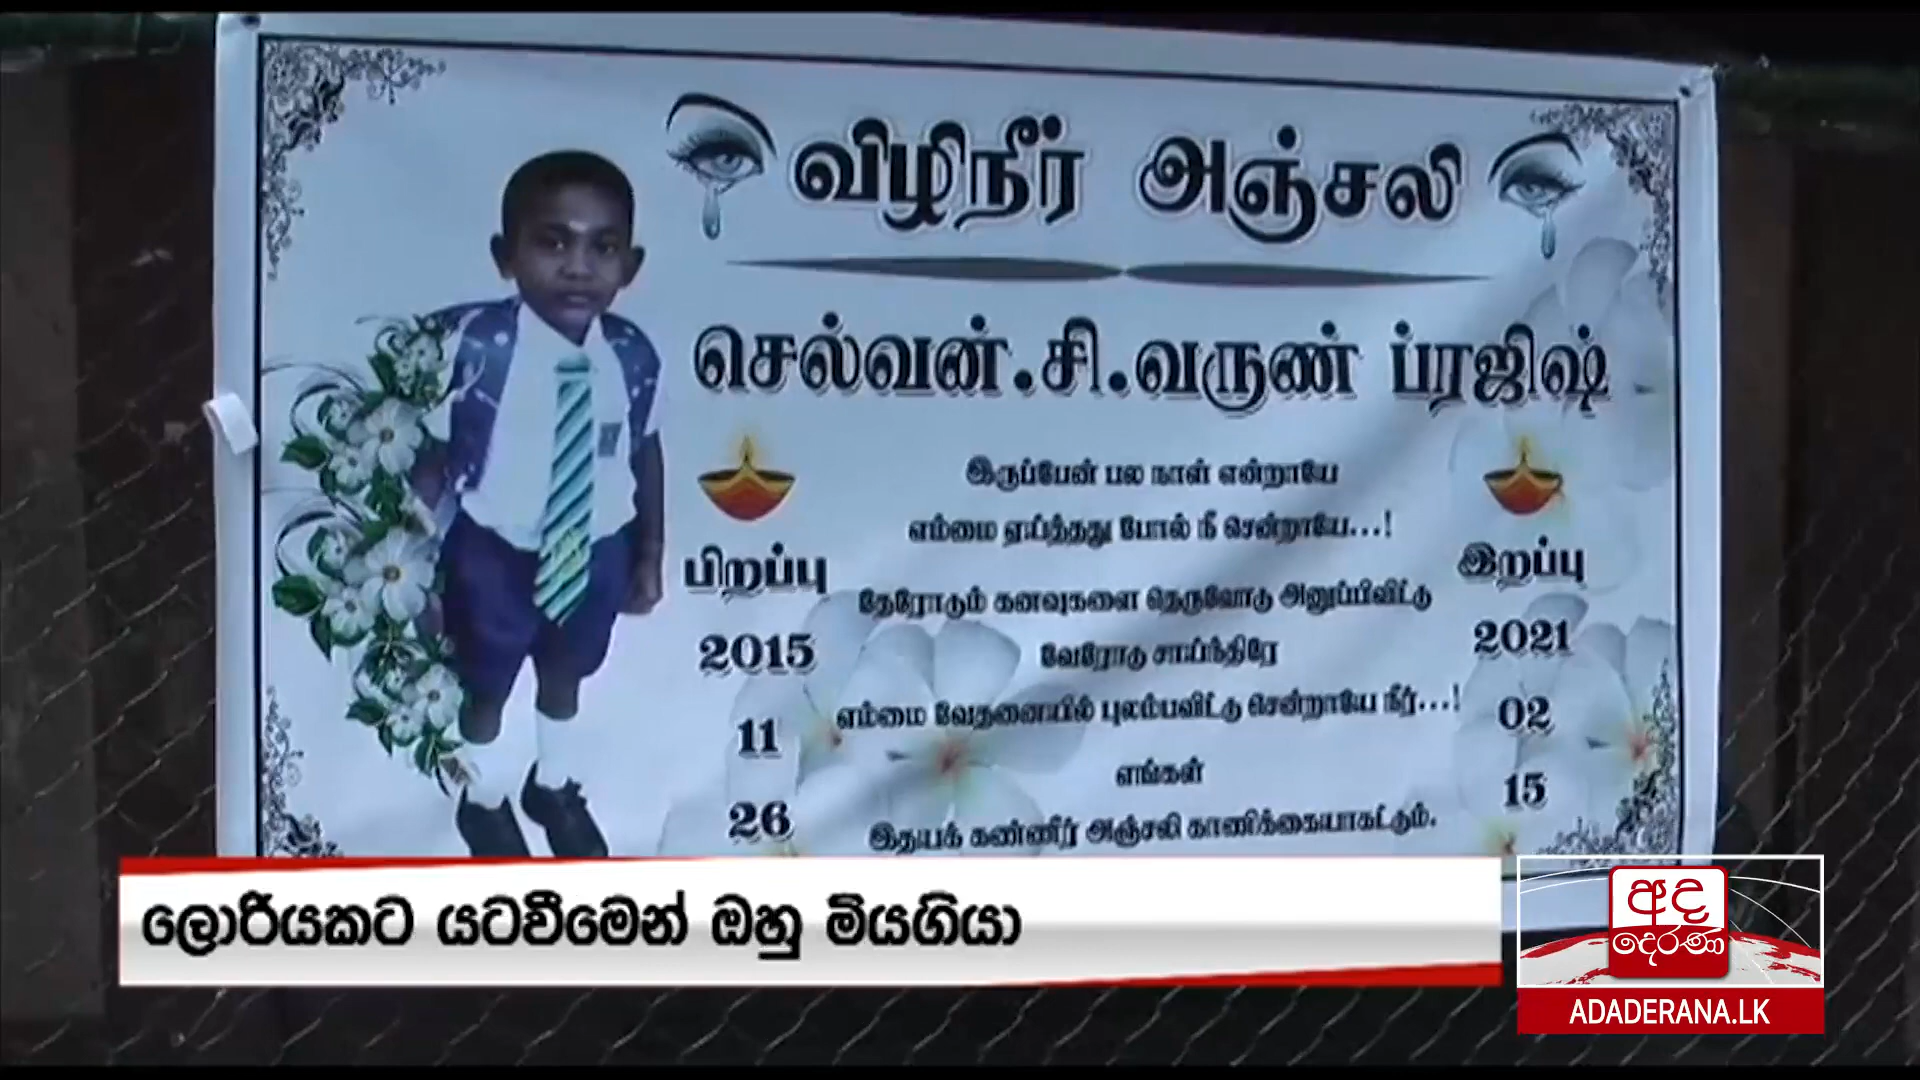 விழிநீர் அஞ்சலி
செல்வன்.சி.வருண் ப்ரஜிஷ்
இருப்பேன் பல நாள் என்றாயே
எம்மை ஏய்த்தது போல் நீ சென்றாயே...!
தேரோடும் கனவுகளை தெருவோடு அனுப்பிவிட்டு
வேரோடு சாய்ந்திரே
எம்மை வேதனையில் புலம்பவிட்டு சென்றாயே நீர்...!
எங்கள்
இதயக் கண்ணீர் அஞ்சலி காணிக்கையாகட்டும்.
பிறப்பு
2015
11
26
இறப்பு
2021
02
15
ලොරියකට යටවීමෙන් ඔහු මියගියා
අද
දෙරණ
ADADERANA.LK